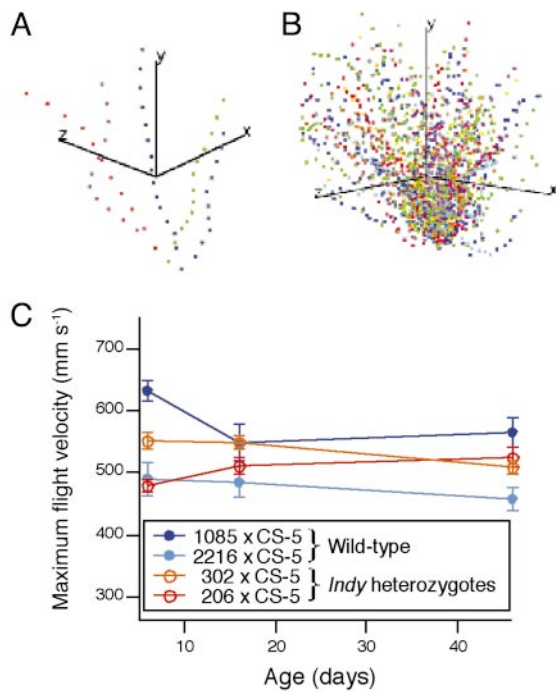 A
B
y
z
x
y
z
x
C
Maximum flight velocity (mm s⁻¹)
700
600
500
400
300
1085 x CS-5
2216 x CS-5
} Wild-type
302 x CS-5
206 x CS-5
} Indy heterozygotes
10
20
30
40
Age (days)